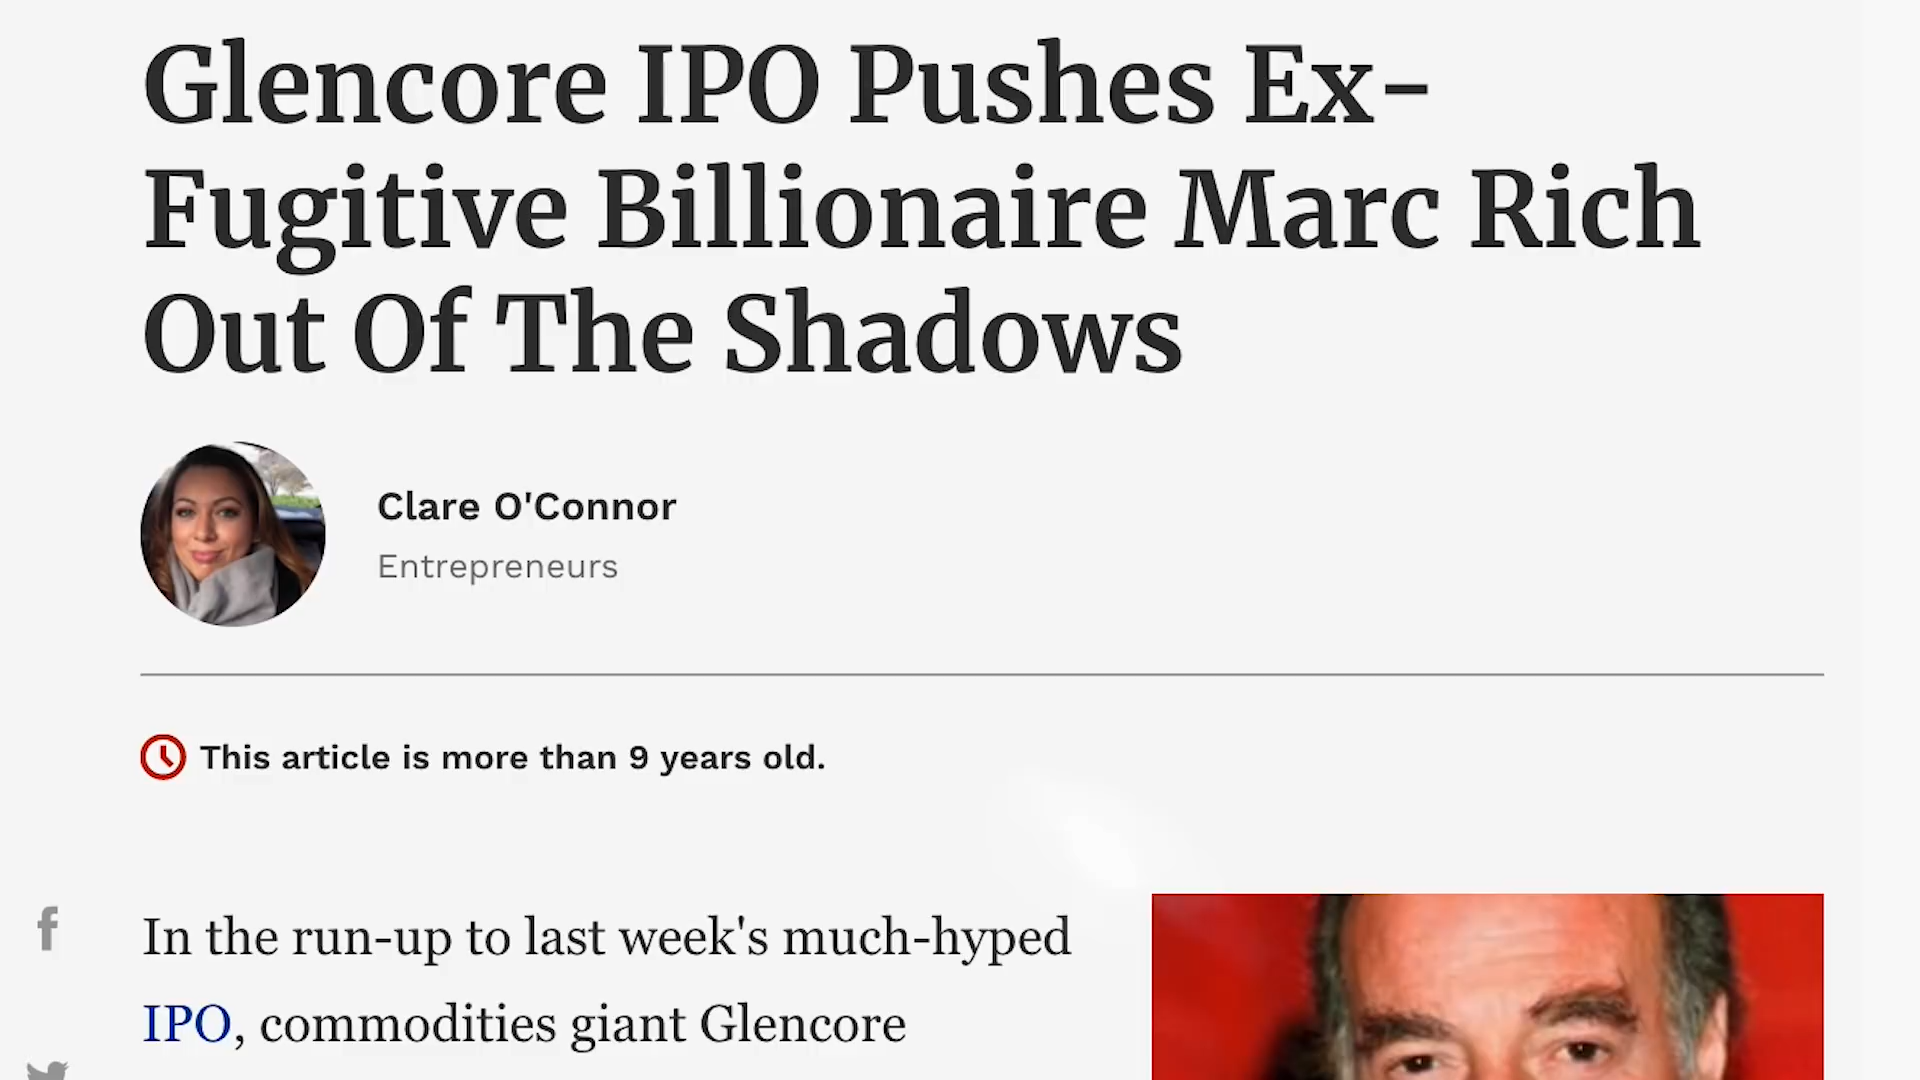 Glencore IPO Pushes Ex-
Fugitive Billionaire Marc Rich
Out Of The Shadows
Clare O'Connor
Entrepreneurs
This article is more than 9 years old.
In the run-up to last week's much-hyped
IPO, commodities giant Glencore